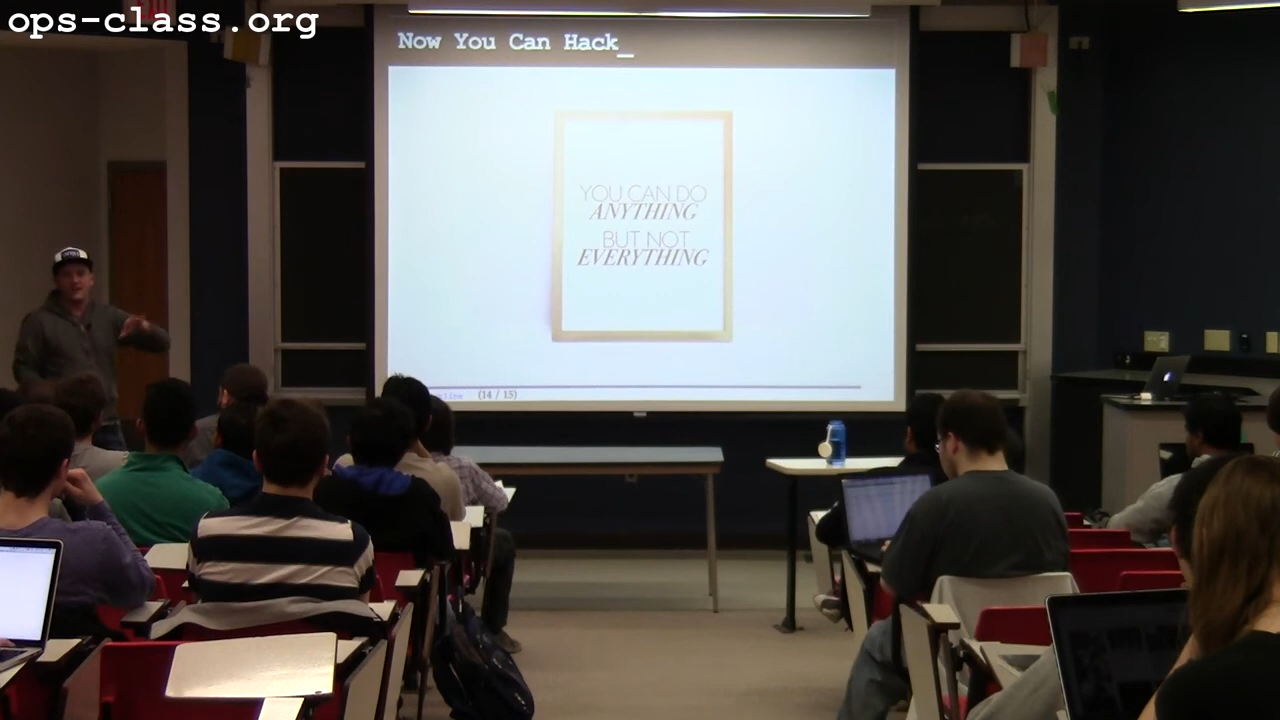 ops-class.org
Now You Can Hack_
YOU CAN DO
ANYTHING
BUT NOT
EVERYTHING
(14 / 15)